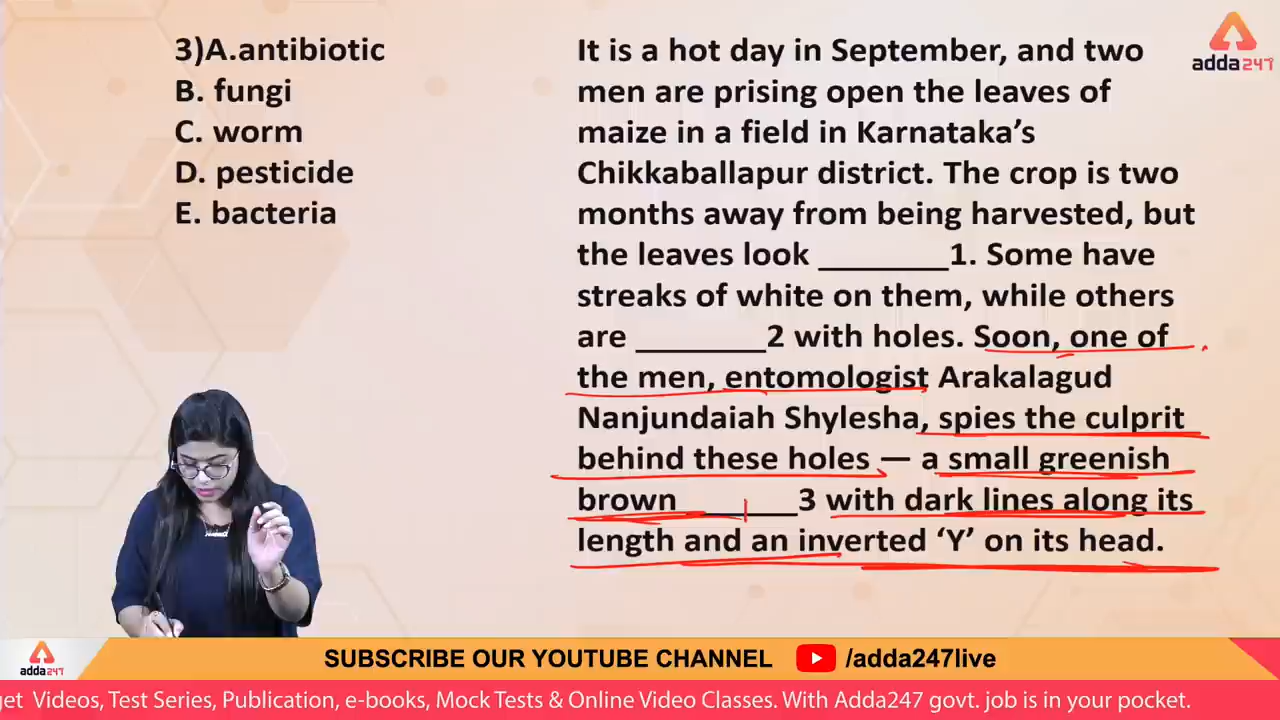 3)A.antibiotic
B. fungi
C. worm
D. pesticide
E. bacteria
It is a hot day in September, and two
men are prising open the leaves of
maize in a field in Karnataka’s
Chikkaballapur district. The crop is two
months away from being harvested, but
the leaves look ________1. Some have
streaks of white on them, while others
are ________2 with holes. Soon, one of
the men, entomologist Arakalagud
Nanjundaiah Shylesha, spies the culprit
behind these holes — a small greenish
brown ______3 with dark lines along its
length and an inverted ‘Y’ on its head.
adda247
adda247
SUBSCRIBE OUR YOUTUBE CHANNEL /adda247live
get Videos, Test Series, Publication, e-books, Mock Tests & Online Video Classes. With Adda247 govt. job is in your pocket.